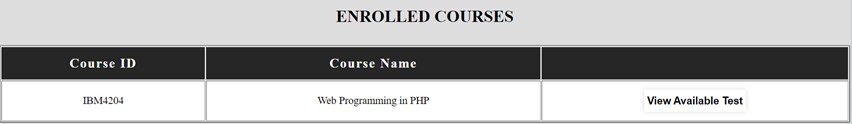 ENROLLED COURSES
Course ID Course Name
IBM4204 Web Programming in PHP View Available Test